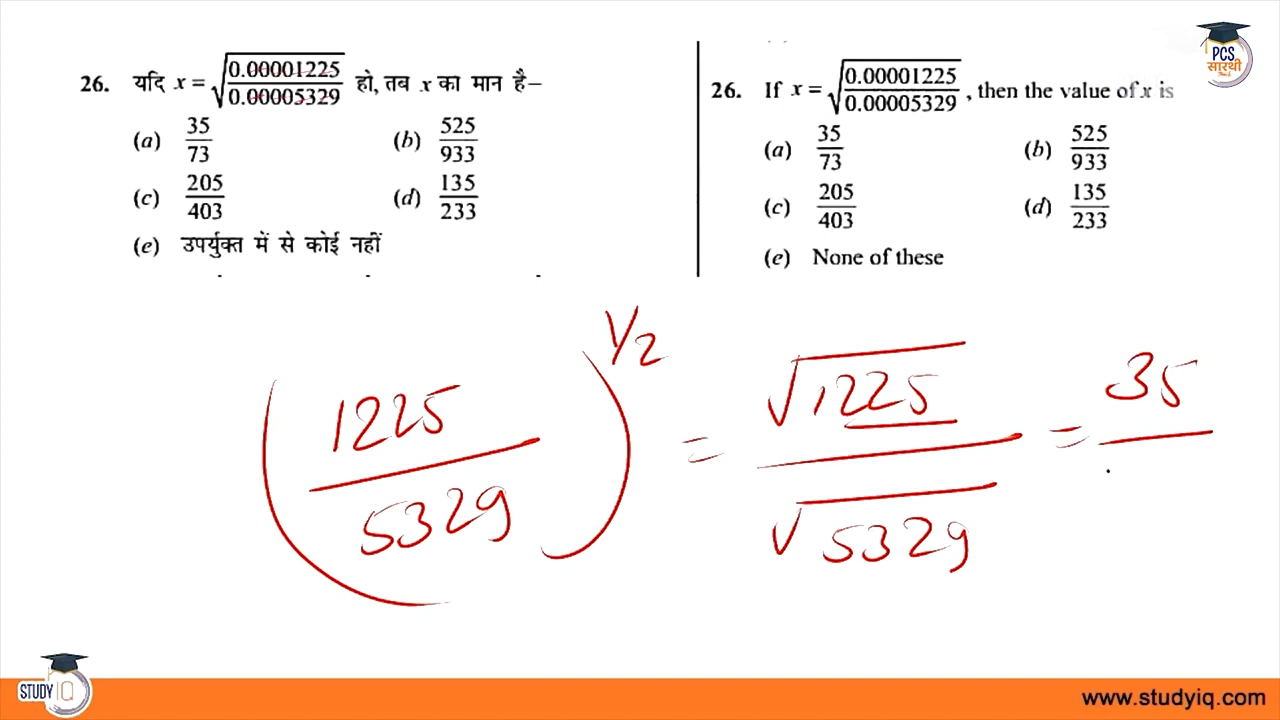 PCS
सारथी
26. यदि x = √(0.00001225/0.00005329) हो, तब x का मान है–
(a) 35/73 (b) 525/933
(c) 205/403 (d) 135/233
(e) उपर्युक्त में से कोई नहीं
26. If x = √(0.00001225/0.00005329), then the value of x is
(a) 35/73 (b) 525/933
(c) 205/403 (d) 135/233
(e) None of these
(1225/5329)^1/2 = √1225/√5329 = 35
STUDY IQ
www.studyiq.com